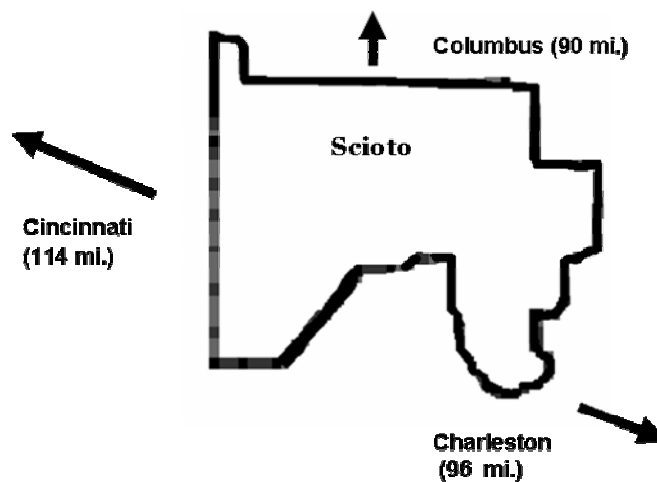 Columbus (90 mi.)
Scioto
Cincinnati
(114 mi.)
Charleston
(96 mi.)